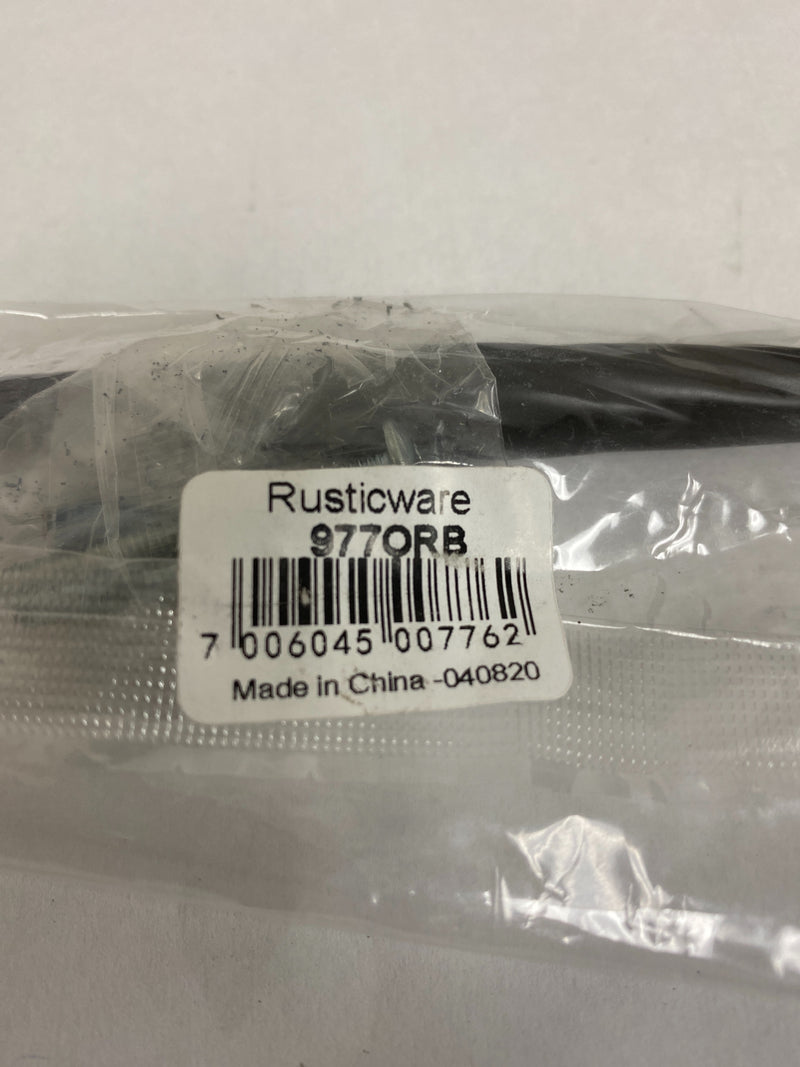 Rusticware
977ORB
7 006045 007762
Made in China -040820